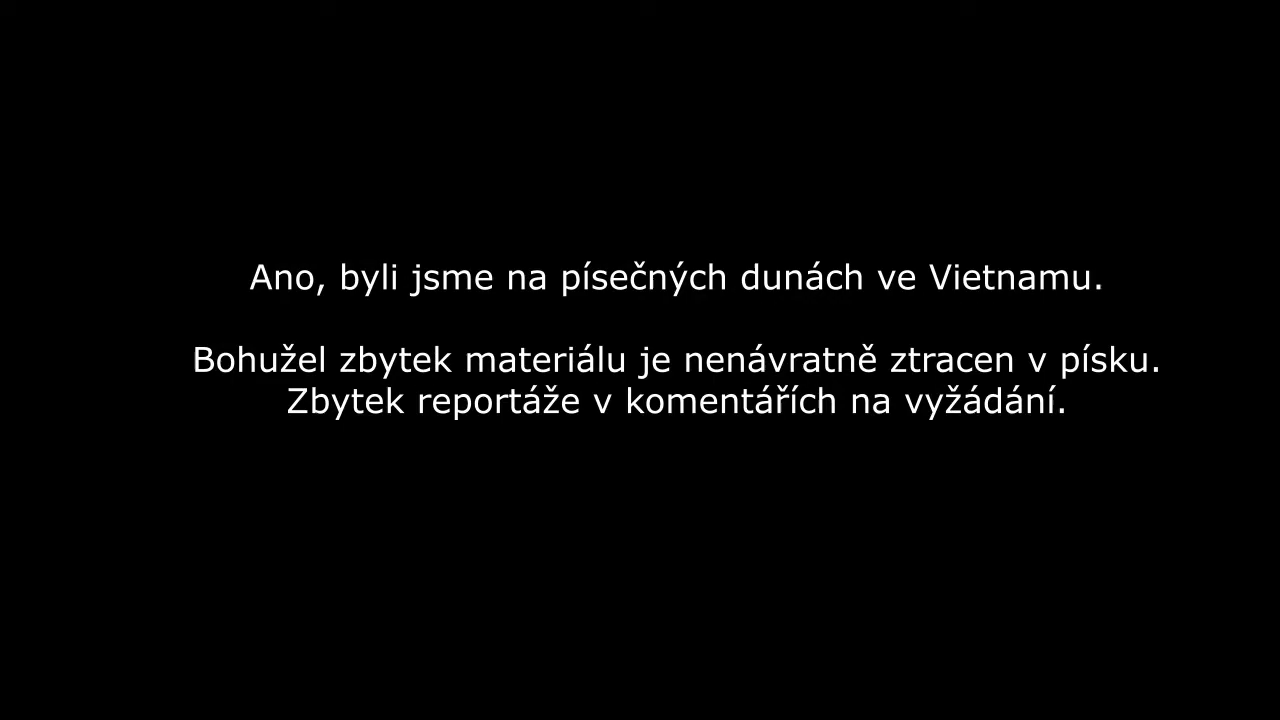 Ano, byli jsme na písečných dunách ve Vietnamu.
Bohužel zbytek materiálu je nenávratně ztracen v písku.
Zbytek reportáže v komentářích na vyžádání.